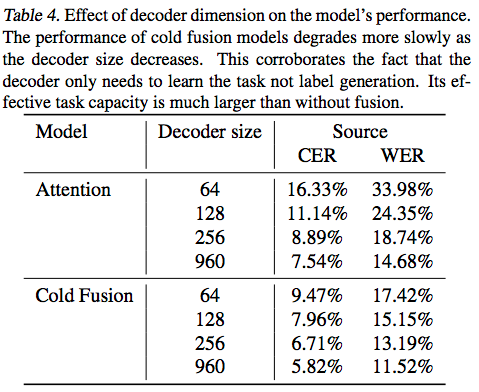 Table 4. Effect of decoder dimension on the model's performance.
The performance of cold fusion models degrades more slowly as
the decoder size decreases. This corroborates the fact that the
decoder only needs to learn the task not label generation. Its ef-
fective task capacity is much larger than without fusion.
Model Decoder size Source
CER WER
Attention 64 16.33% 33.98%
128 11.14% 24.35%
256 8.89% 18.74%
960 7.54% 14.68%
Cold Fusion 64 9.47% 17.42%
128 7.96% 15.15%
256 6.71% 13.19%
960 5.82% 11.52%